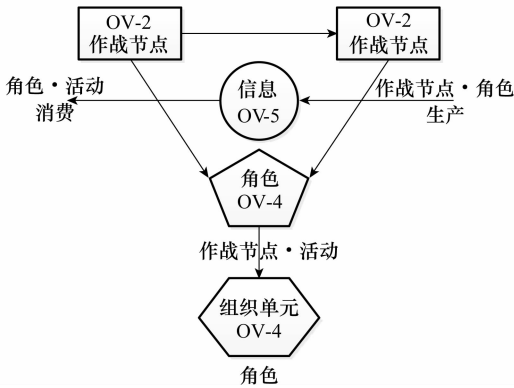 OV-2
作战节点
OV-2
作战节点
角色·活动
消费
信息
OV-5
作战节点·角色
生产
角色
OV-4
作战节点·活动
组织单元
OV-4
角色